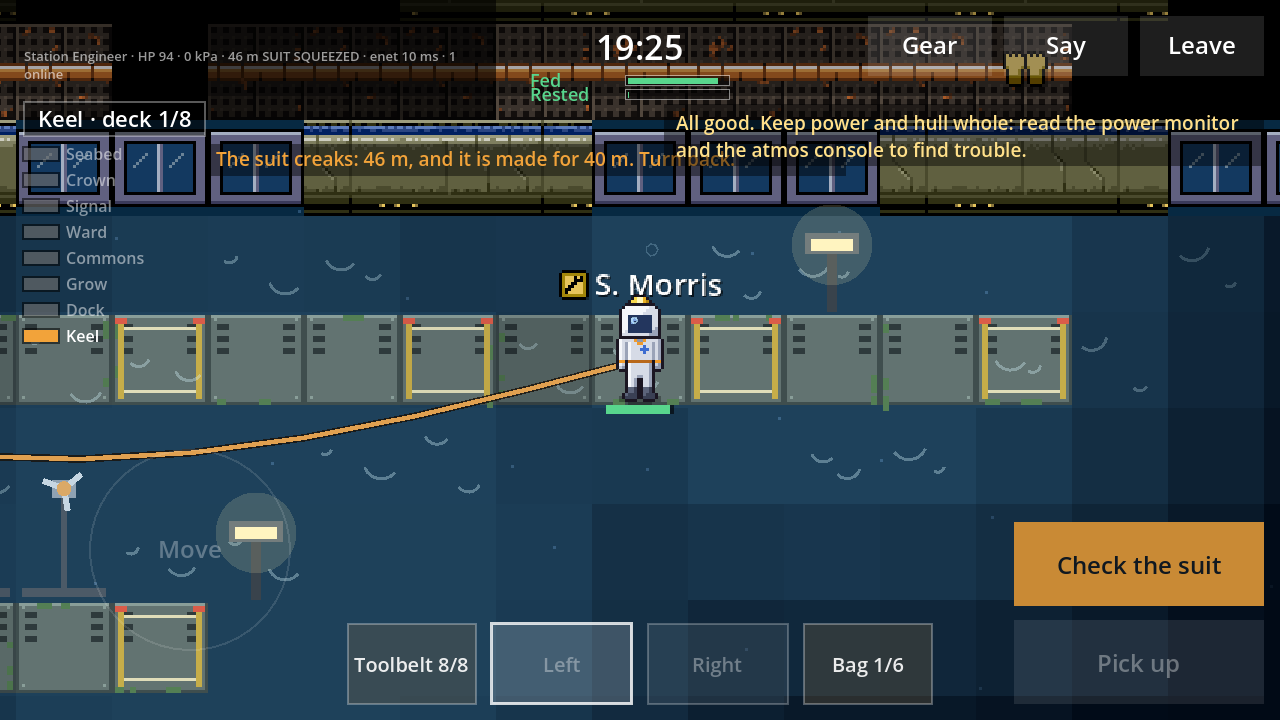 Station Engineer · HP 94 · 0 kPa · 46 m SUIT SQUEEZED · enet 10 ms · 1
online
19:25
Fed
Rested
Gear
Say
Leave
Keel · deck 1/8
All good. Keep power and hull whole: read the power monitor
and the atmos console to find trouble.
The suit creaks: 46 m, and it is made for 40 m. Turn back.
Seabed
Crown
Signal
Ward
Commons
Grow
Dock
Keel
S. Morris
Move
Check the suit
Toolbelt 8/8
Left
Right
Bag 1/6
Pick up